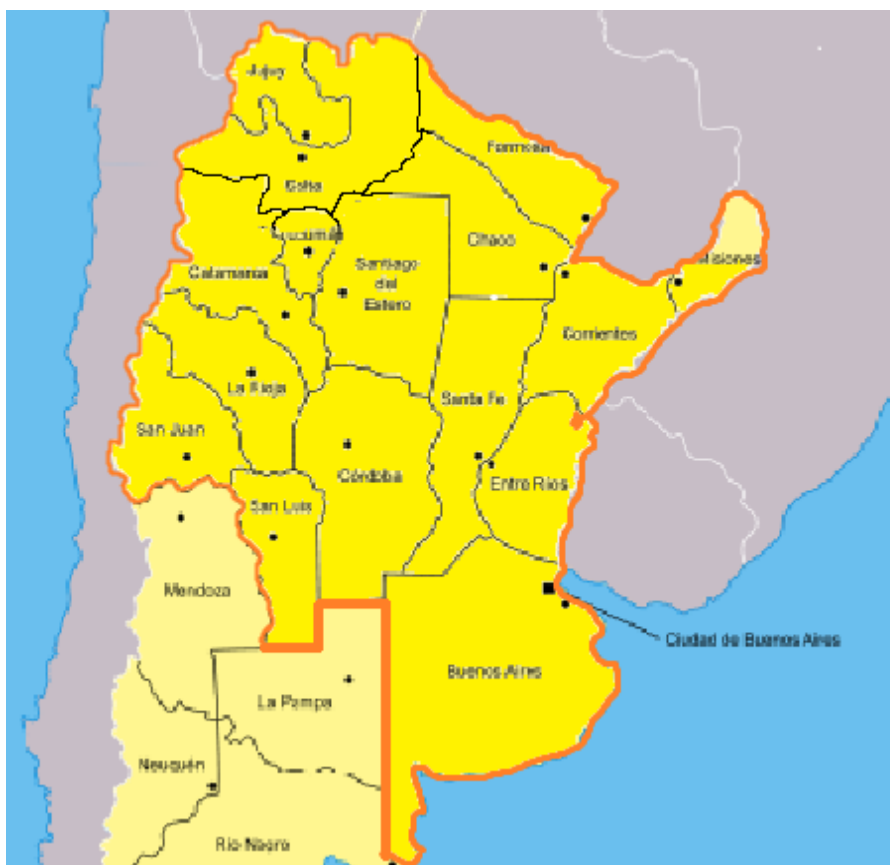 Jujuy
Formosa
Salta
Chaco
Tucumán
Misiones
Santiago
del
Estero
Catamarca
Corrientes
La Rioja
Santa Fe
San Juan
Córdoba
Entre Ríos
San Luis
Mendoza
Ciudad de Buenos Aires
Buenos Aires
La Pampa
Neuquén
Río Negro